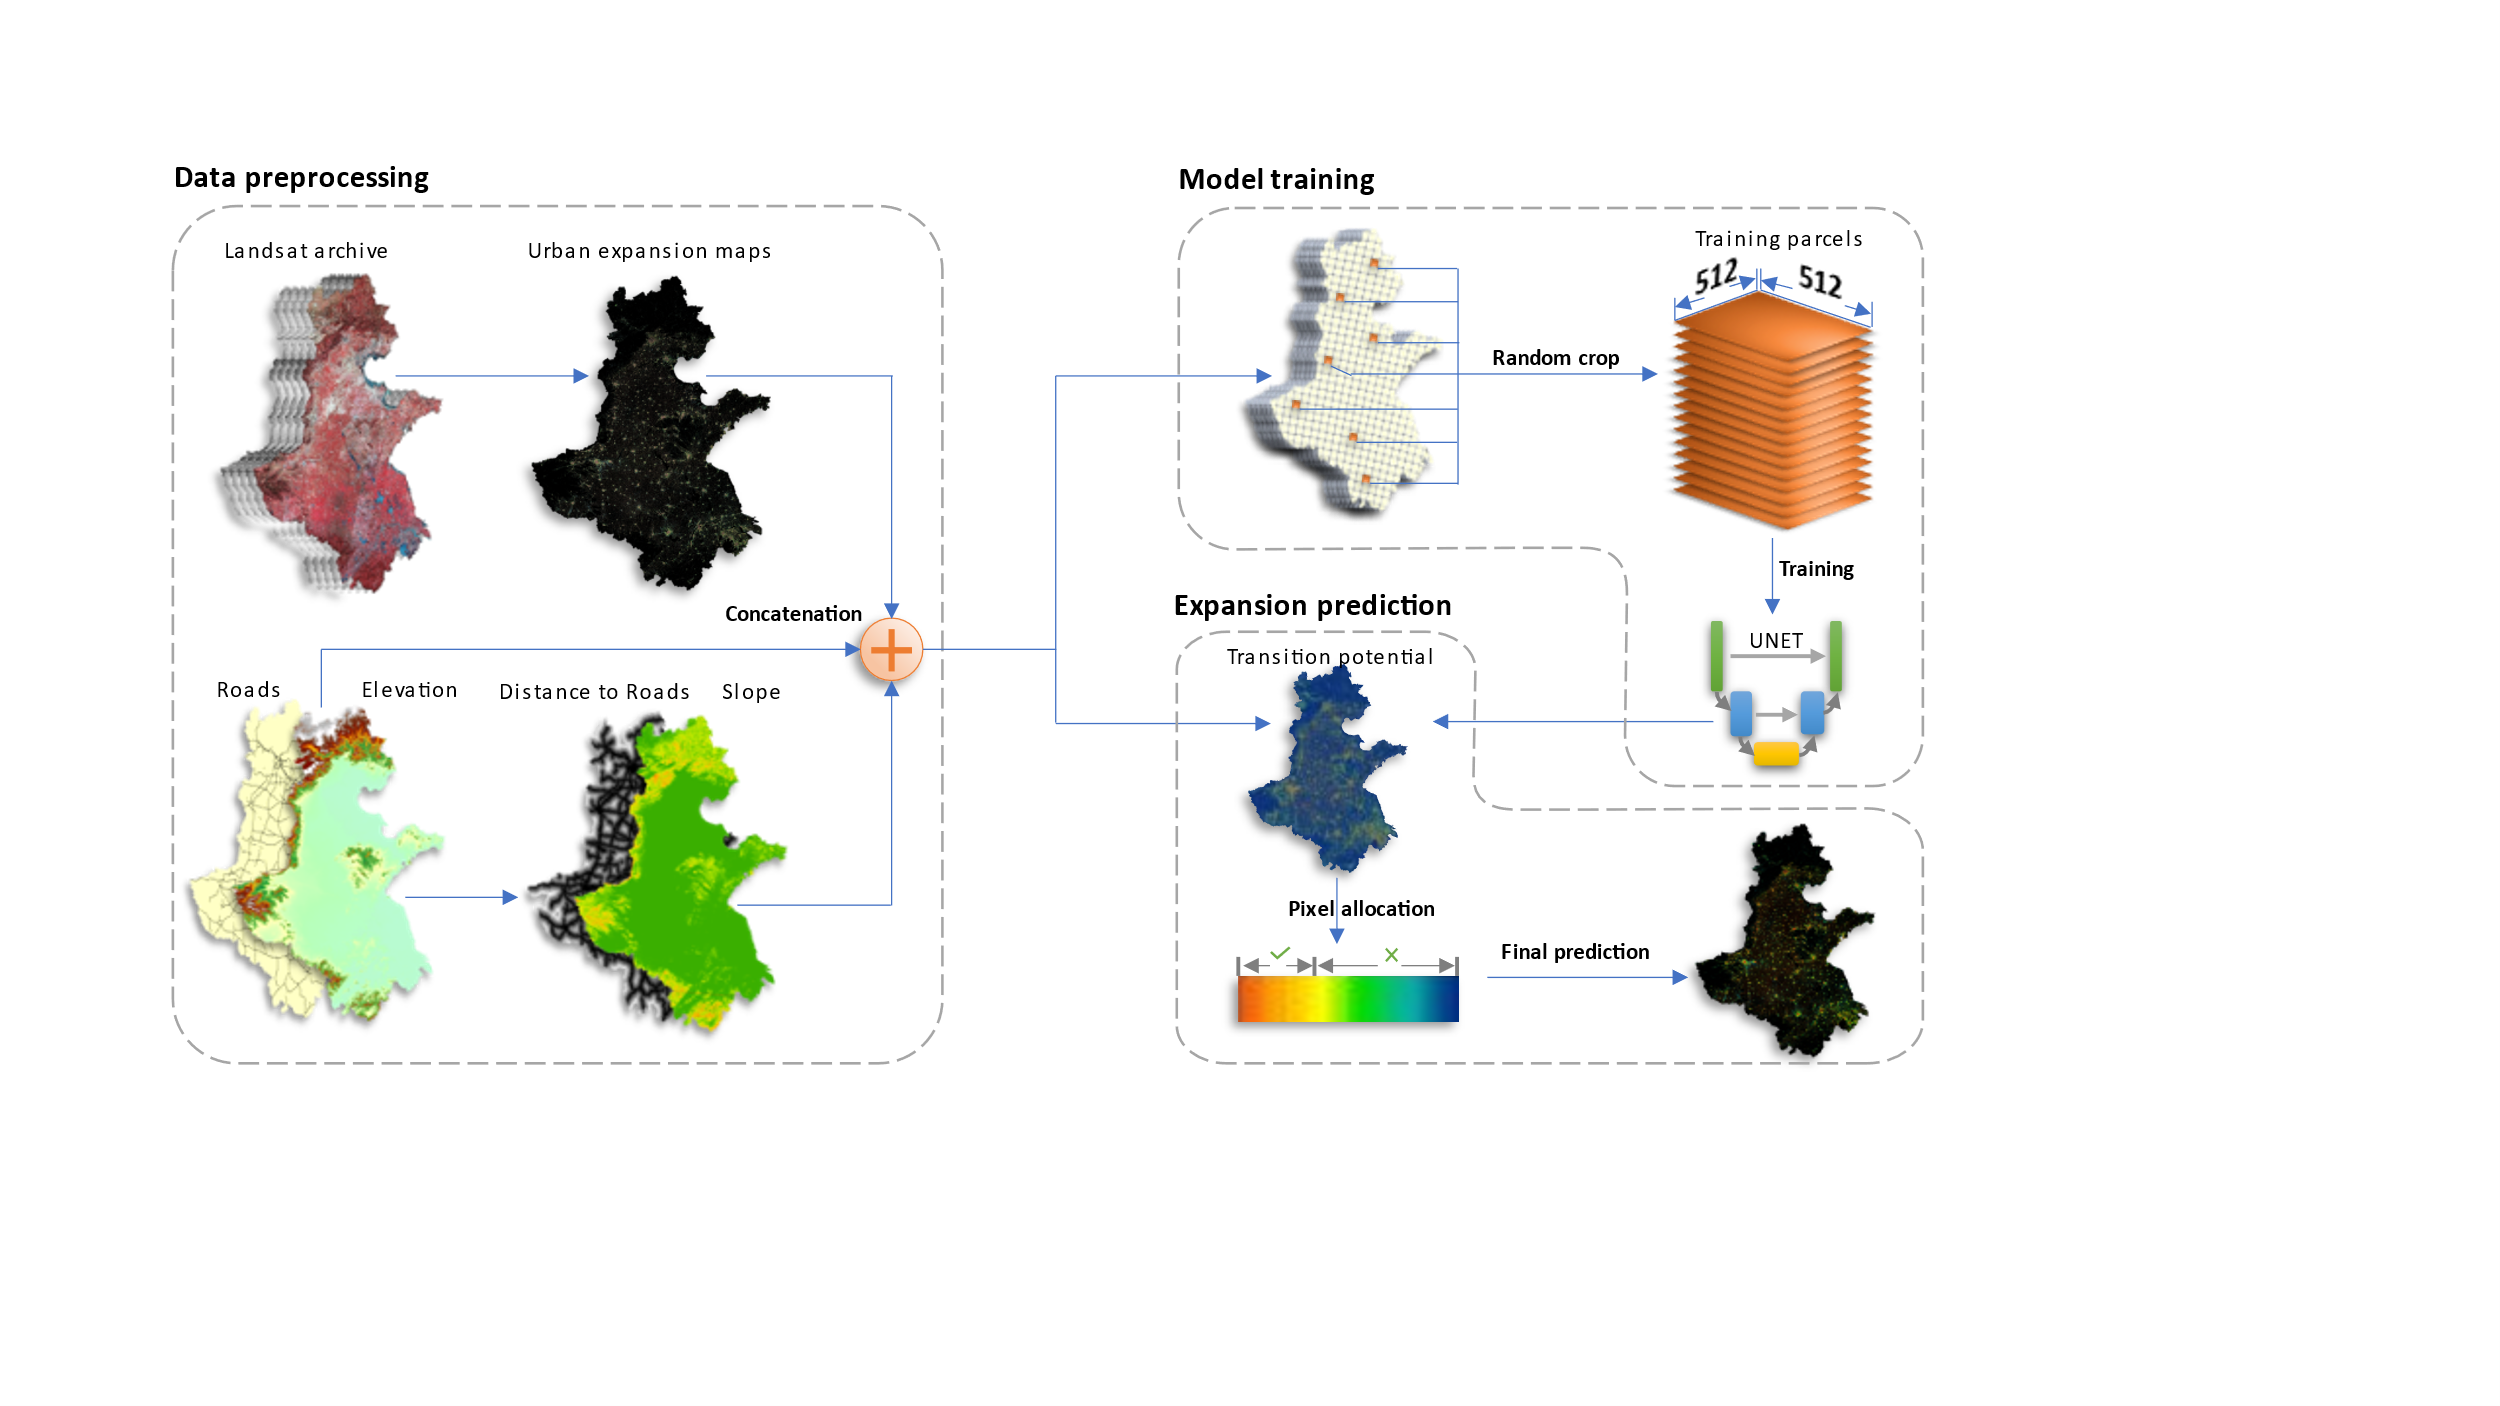 Data preprocessing
Landsat archive
Urban expansion maps
Concatenation
Roads
Elevation
Distance to Roads
Slope
Model training
Training parcels
512
512
Random crop
Training
UNET
Expansion prediction
Transition potential
Pixel allocation
Final prediction